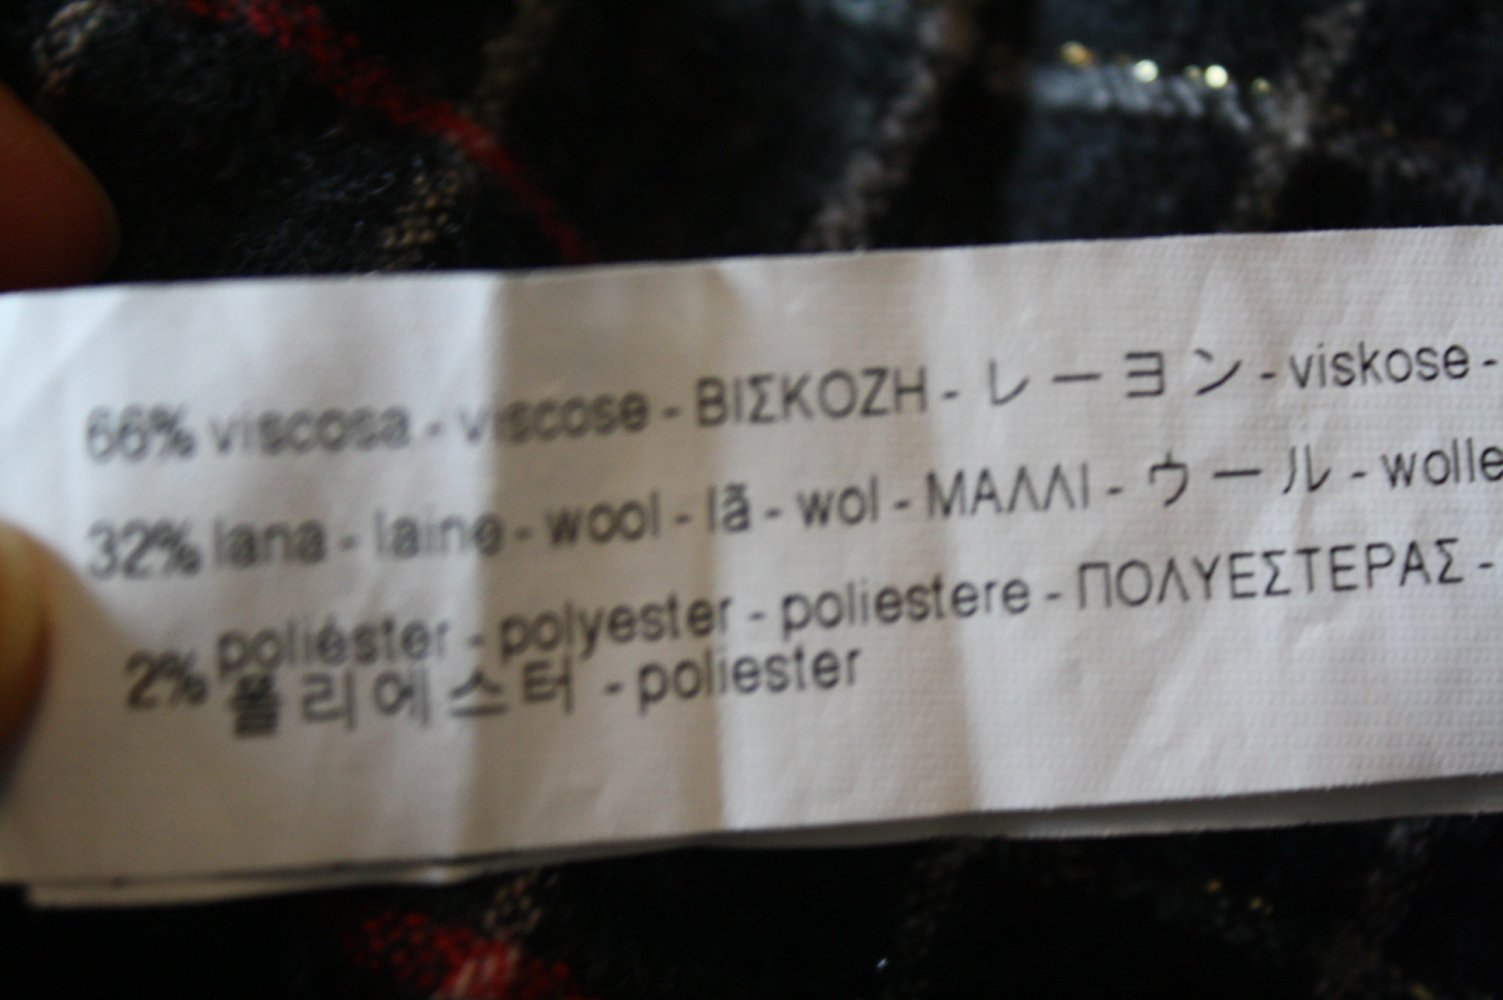 66% viscosa - viscose - ΒΙΣΚΟΖΗ - レーヨン - viskose -
32% lana - laine - wool - lã - wol - ΜΑΛΛΙ - ウール - wolle
2% poliéster - polyester - poliestere - ΠΟΛΥΕΣΤΕΡΑΣ -
폴리에스터 - poliester